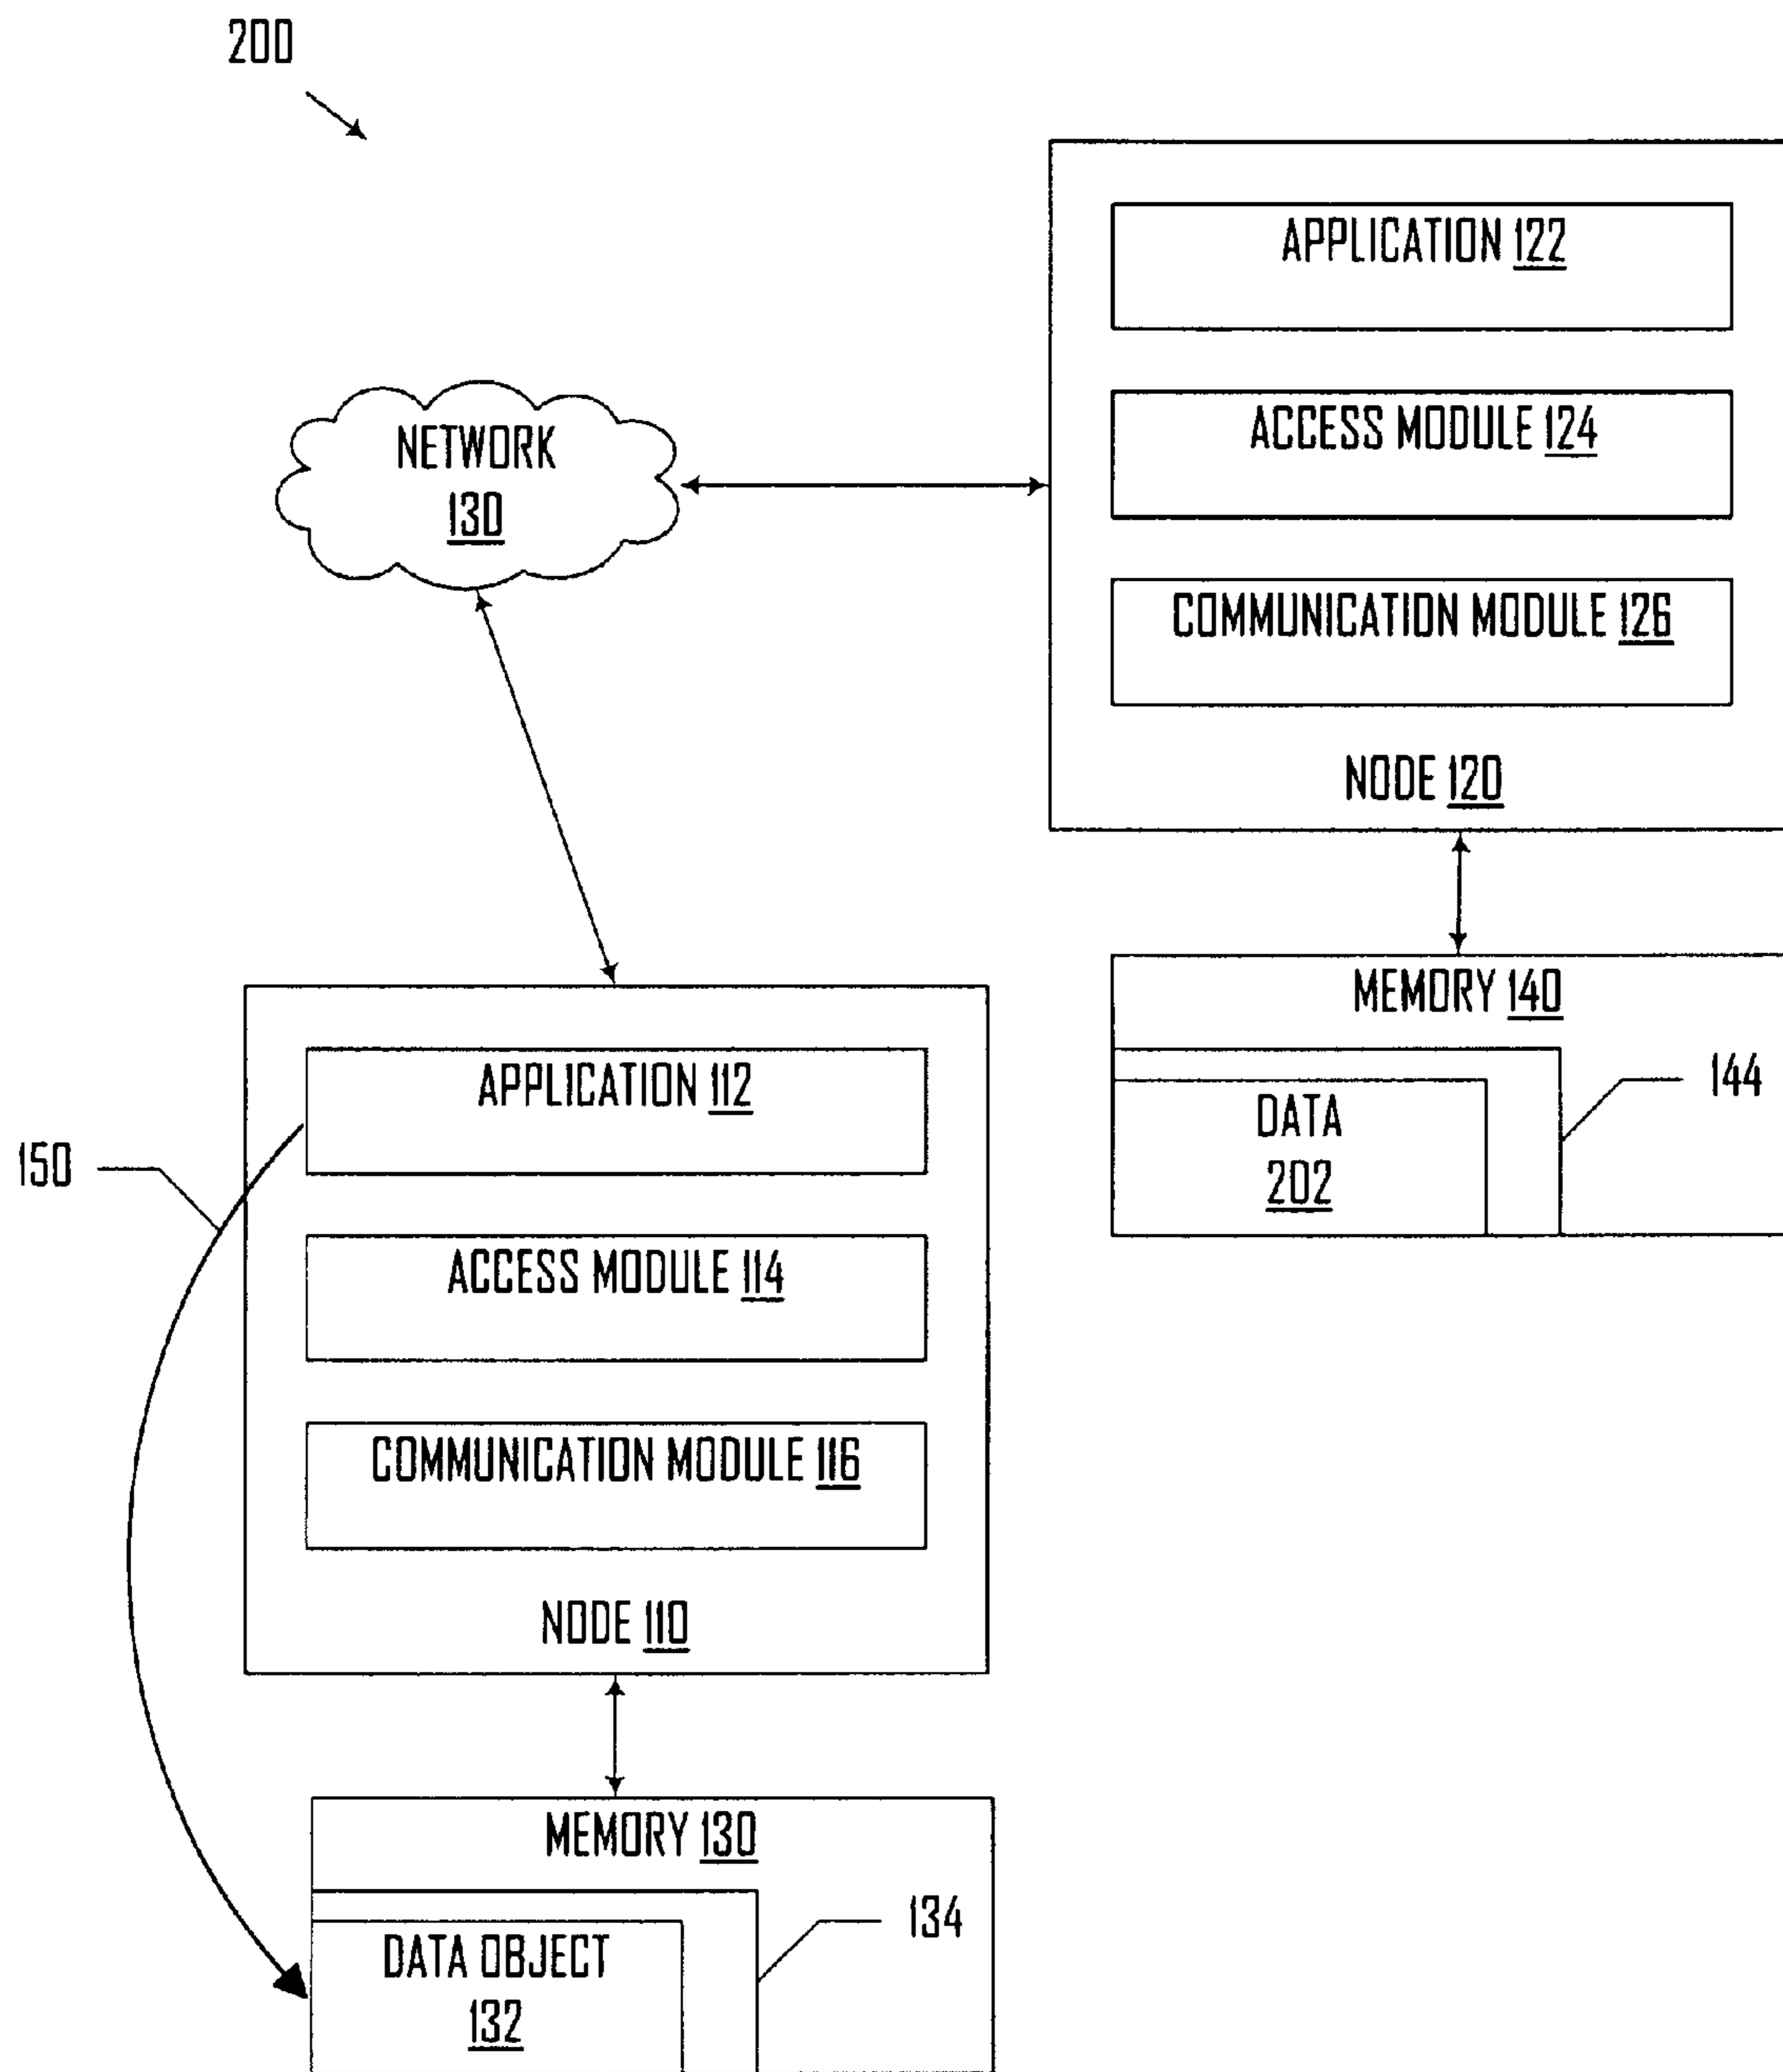 200
APPLICATION 122
ACCESS MODULE 124
COMMUNICATION MODULE 126
NODE 120
NETWORK
130
MEMORY 140
DATA
202
144
APPLICATION 112
150
ACCESS MODULE 114
COMMUNICATION MODULE 116
NODE 110
MEMORY 130
134
DATA OBJECT
132